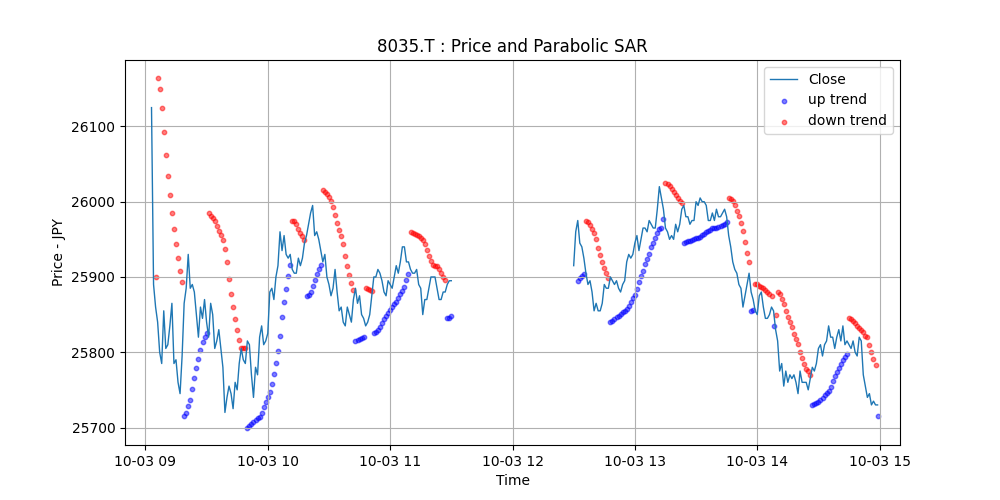 8035.T : Price and Parabolic SAR
Close
up trend
down trend
26100
26000
25900
25800
25700
Price - JPY
10-03 09
10-03 10
10-03 11
10-03 12
10-03 13
10-03 14
10-03 15
Time